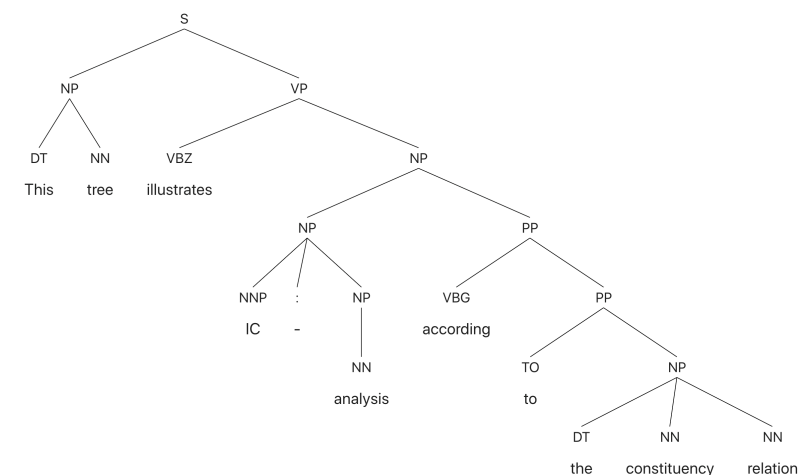 S
NP VP
DT NN VBZ NP
This tree illustrates
NP PP
NNP : NP VBG PP
IC - according
NN TO NP
analysis to
DT NN NN
the constituency relation